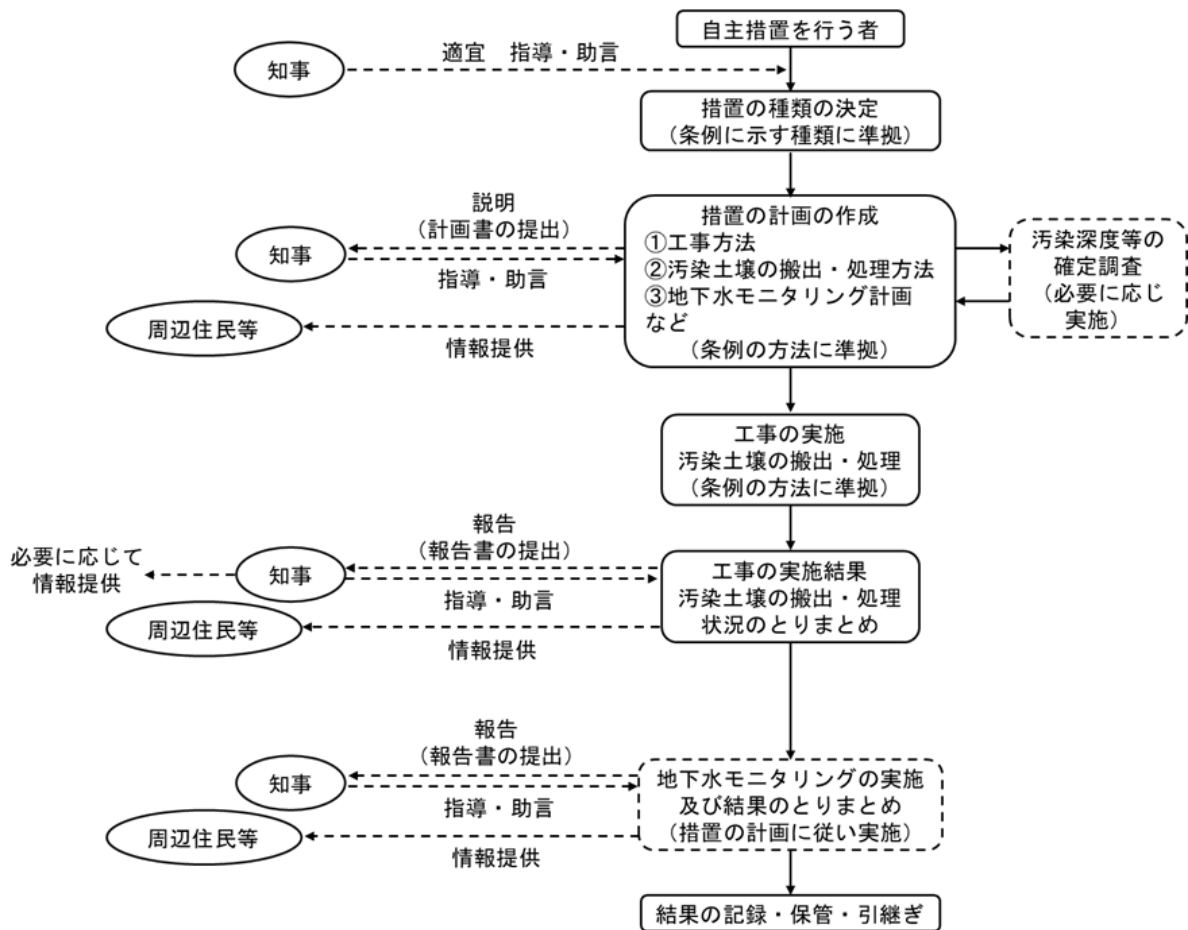 自主措置を行う者
適宜　指導・助言
知事
措置の種類の決定
（条例に示す種類に準拠）
説明
（計画書の提出）
知事
指導・助言
周辺住民等
情報提供
措置の計画の作成
①工事方法
②汚染土壌の搬出・処理方法
③地下水モニタリング計画
など
（条例の方法に準拠）
汚染深度等の
確定調査
（必要に応じ
実施）
工事の実施
汚染土壌の搬出・処理
（条例の方法に準拠）
報告
（報告書の提出）
必要に応じて
情報提供
知事
指導・助言
周辺住民等
情報提供
工事の実施結果
汚染土壌の搬出・処理
状況のとりまとめ
報告
（報告書の提出）
知事
指導・助言
周辺住民等
情報提供
地下水モニタリングの実施
及び結果のとりまとめ
（措置の計画に従い実施）
結果の記録・保管・引継ぎ